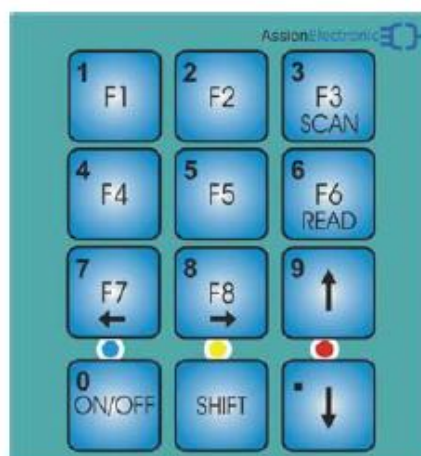 AssionElectronic
1 2 3
F1 F2 F3
SCAN
4 5 6
F4 F5 F6
READ
7 8 9
F7 F8 ↑
← →
0 .
ON/OFF SHIFT ↓